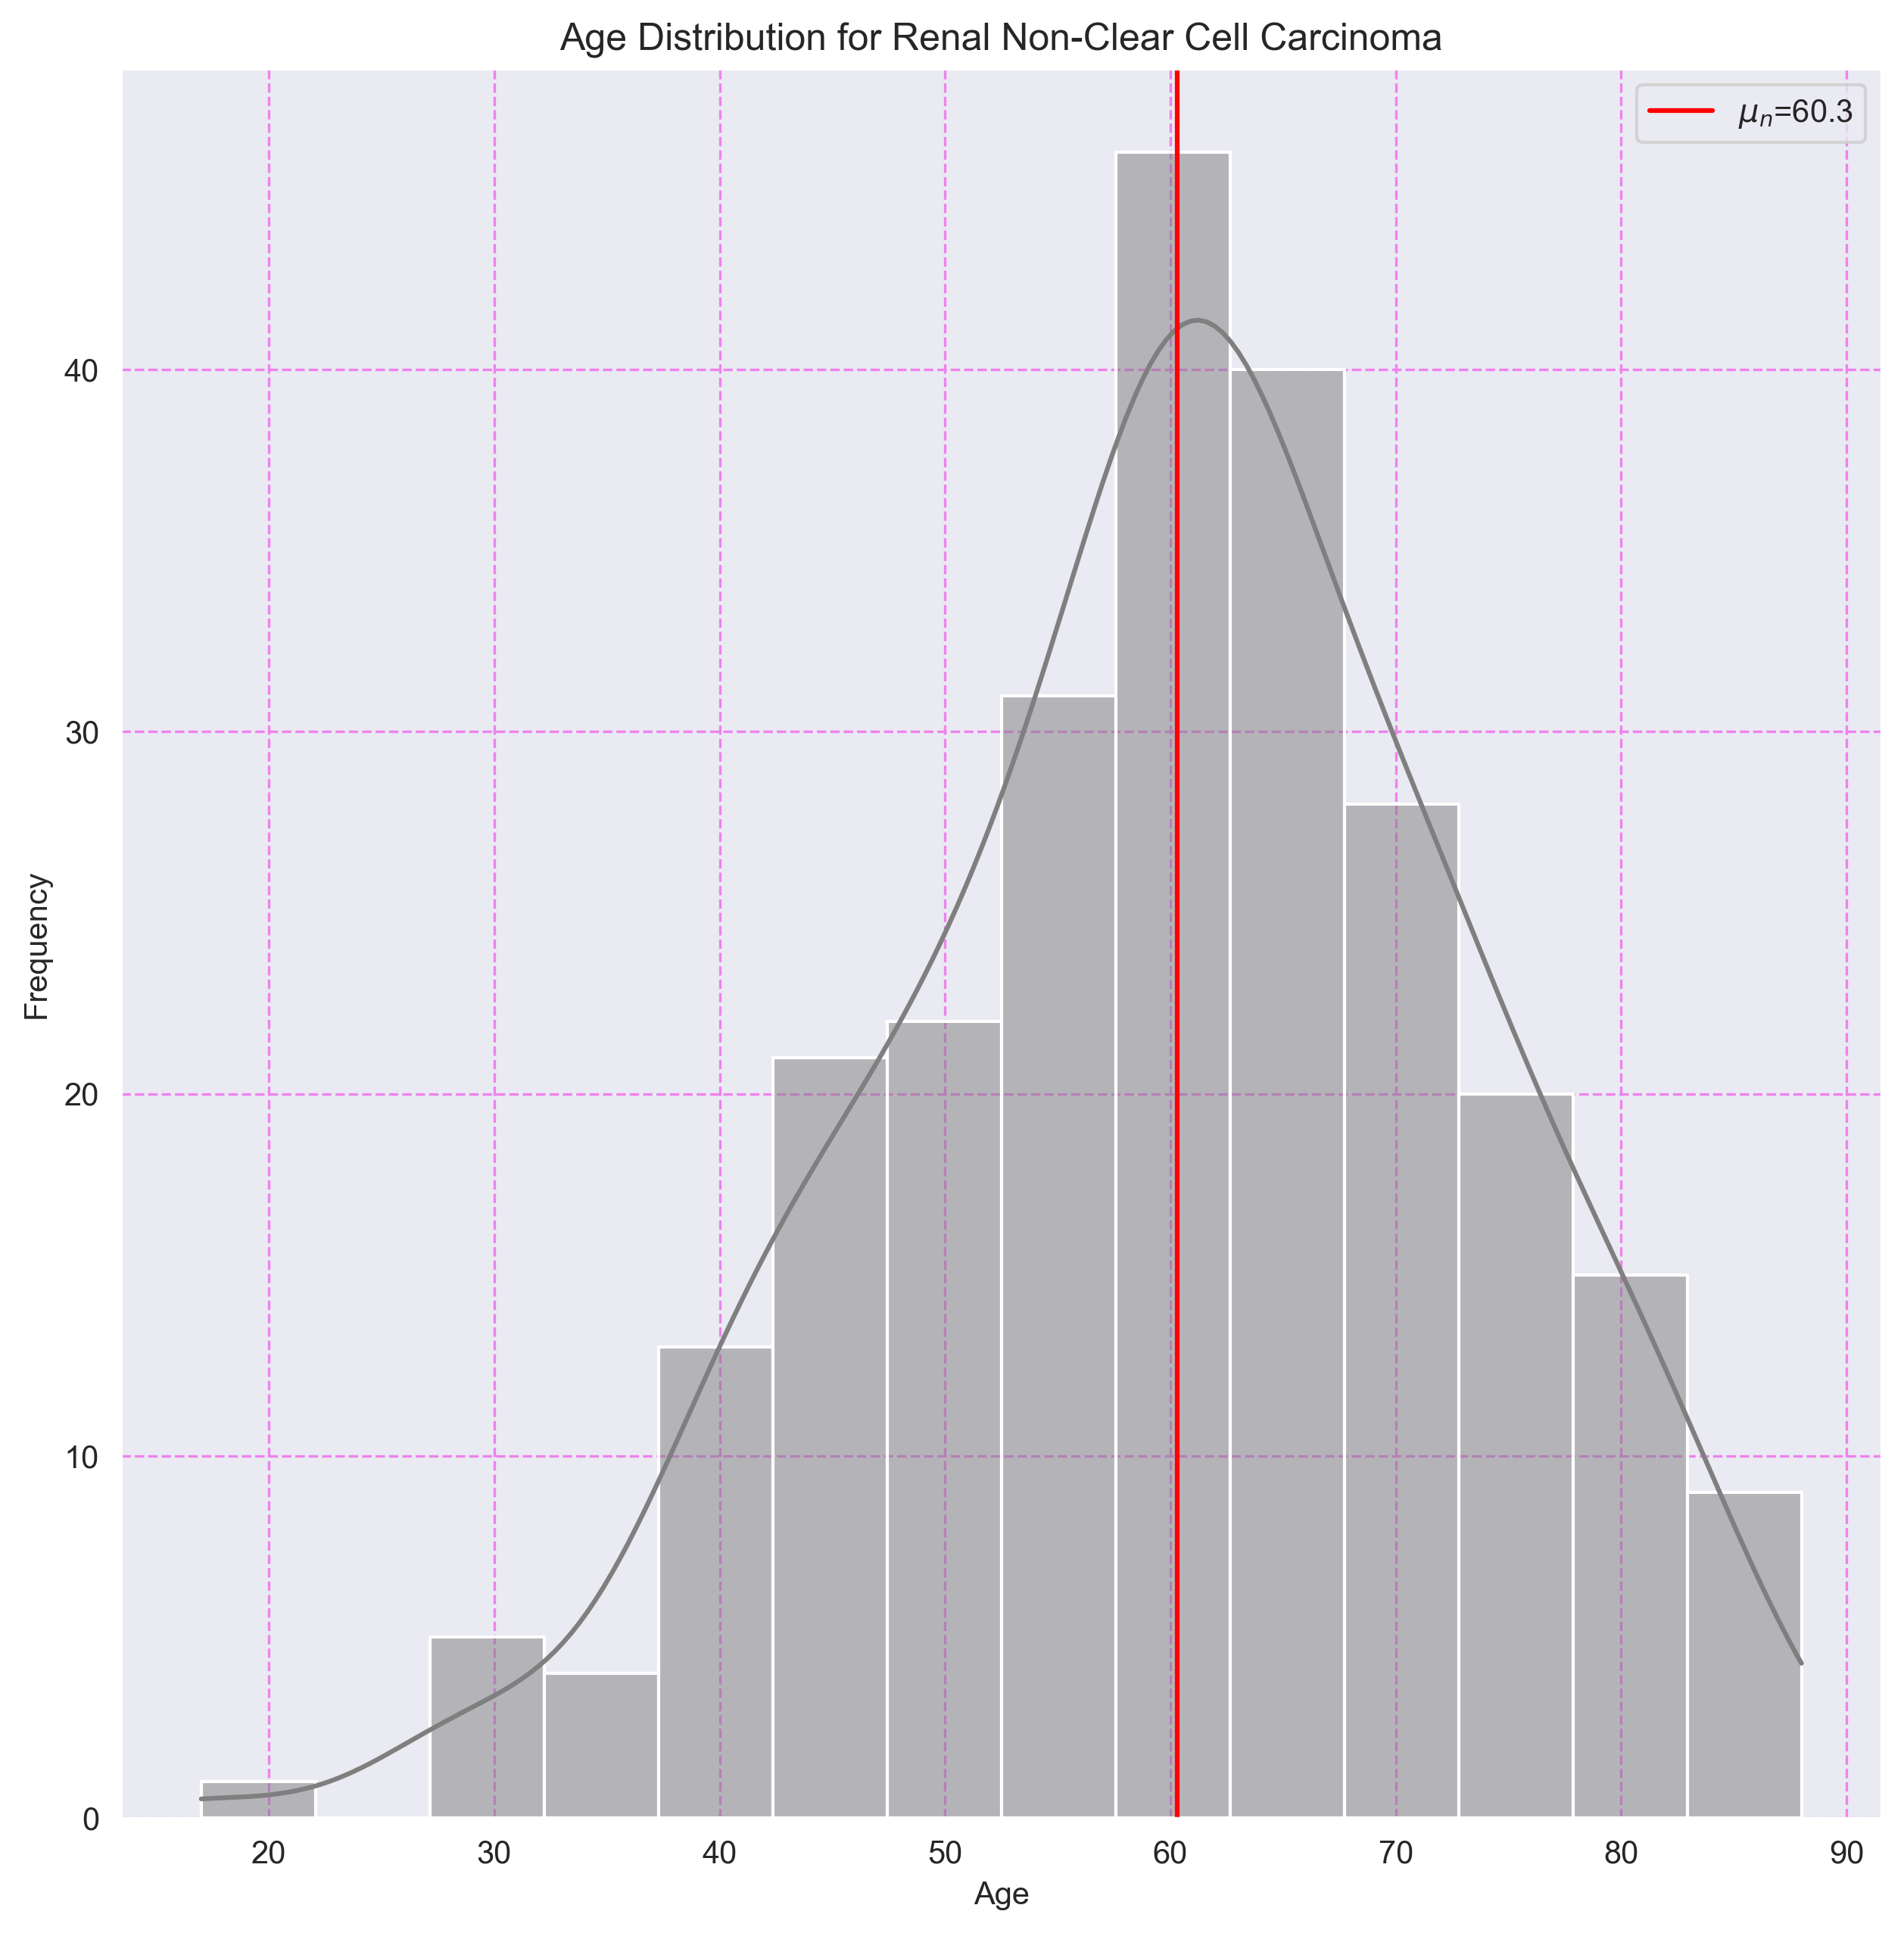 Age Distribution for Renal Non-Clear Cell Carcinoma
μn=60.3
Frequency
40
30
20
10
0
20 30 40 50 60 70 80 90
Age